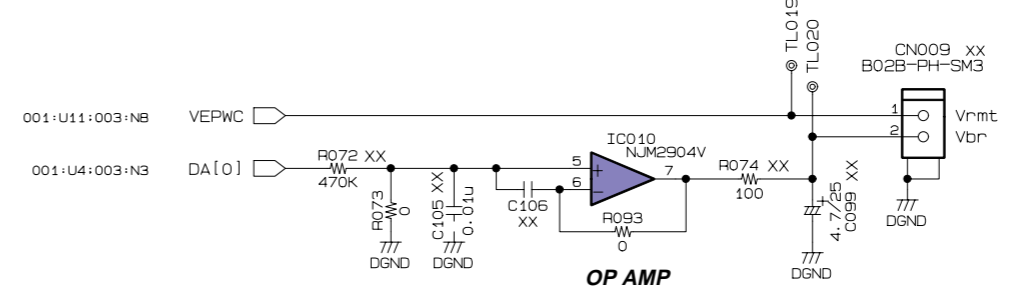 TL019
TL020
CN009 XX
B02B-PH-SM3
001:U11:003:N8 VEPWC
1 Vrmt
2 Vbr
001:U4:003:N3 DA[0]
R072 XX
470K
R073
0
C105 XX
0.01u
C106
XX
IC010
NJM2904V
5
+
6
-
7
R093
0
R074 XX
100
+
4.7/25
C099 XX
DGND
DGND
DGND
DGND
OP AMP